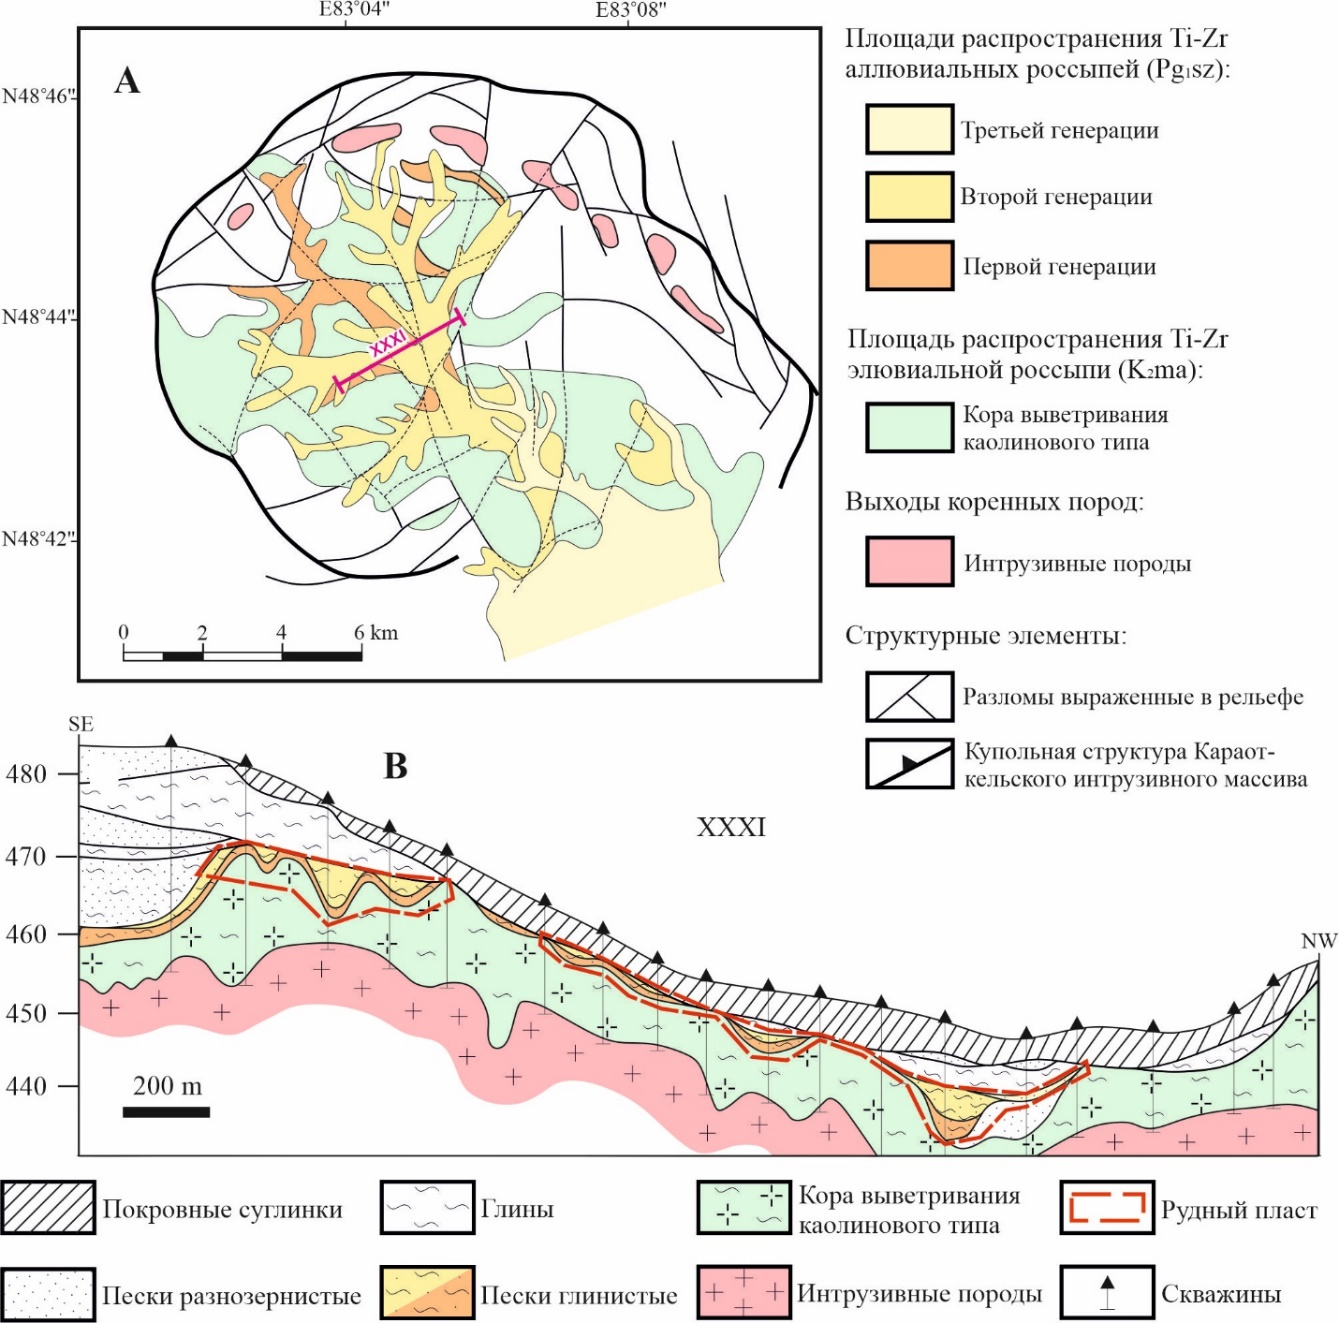 E83°04" E83°08"
A
N48°46"
N48°44"
N48°42"
XXXI
0 2 4 6 km
Площади распространения Ti-Zr
аллювиальных россыпей (Pg₁sz):
Третьей генерации
Второй генерации
Первой генерации
Площадь распространения Ti-Zr
элювиальной россыпи (K₂ma):
Кора выветривания
каолинового типа
Выходы коренных пород:
Интрузивные породы
Структурные элементы:
Разломы выраженные в рельефе
Купольная структура Караот-
кельского интрузивного массива
SE
B
XXXI
NW
480
470
460
450
440
200 m
Покровные суглинки
Глины
Кора выветривания
каолинового типа
Рудный пласт
Пески разнозернистые
Пески глинистые
Интрузивные породы
Скважины